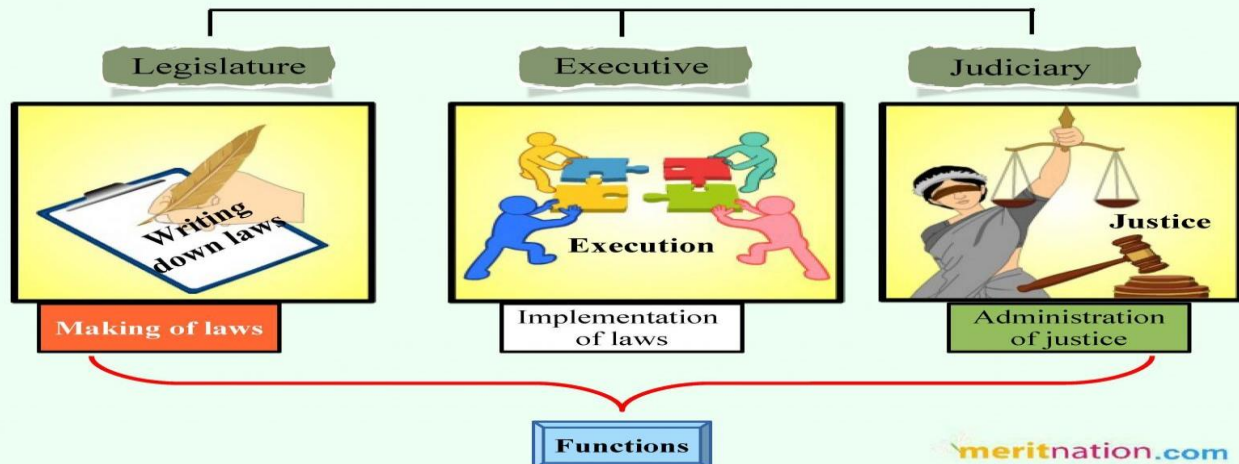 Legislature
Executive
Judiciary
Writing
down laws
Execution
Justice
Making of laws
Implementation
of laws
Administration
of justice
Functions
meritnation.com